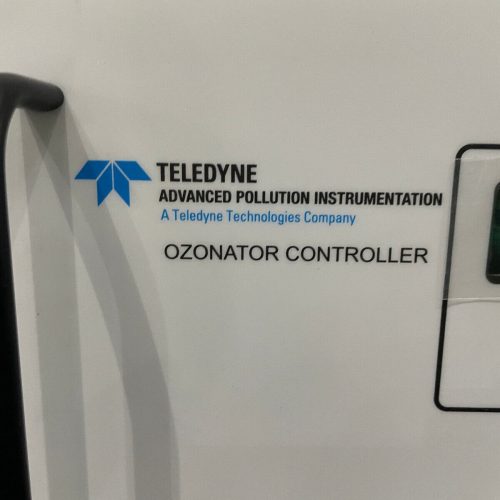 TELEDYNE
ADVANCED POLLUTION INSTRUMENTATION
A Teledyne Technologies Company
OZONATOR CONTROLLER